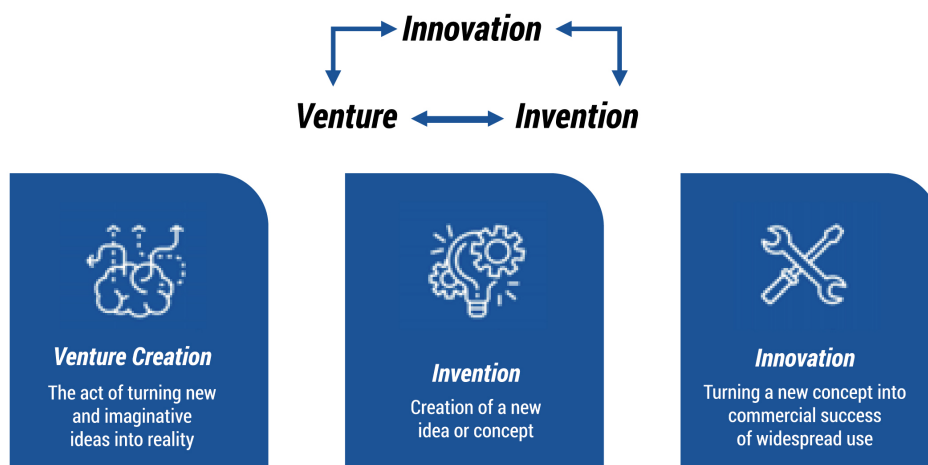 Innovation
Venture
Invention
Venture Creation
The act of turning new
and imaginative
ideas into reality
Invention
Creation of a new
idea or concept
Innovation
Turning a new concept into
commercial success
of widespread use